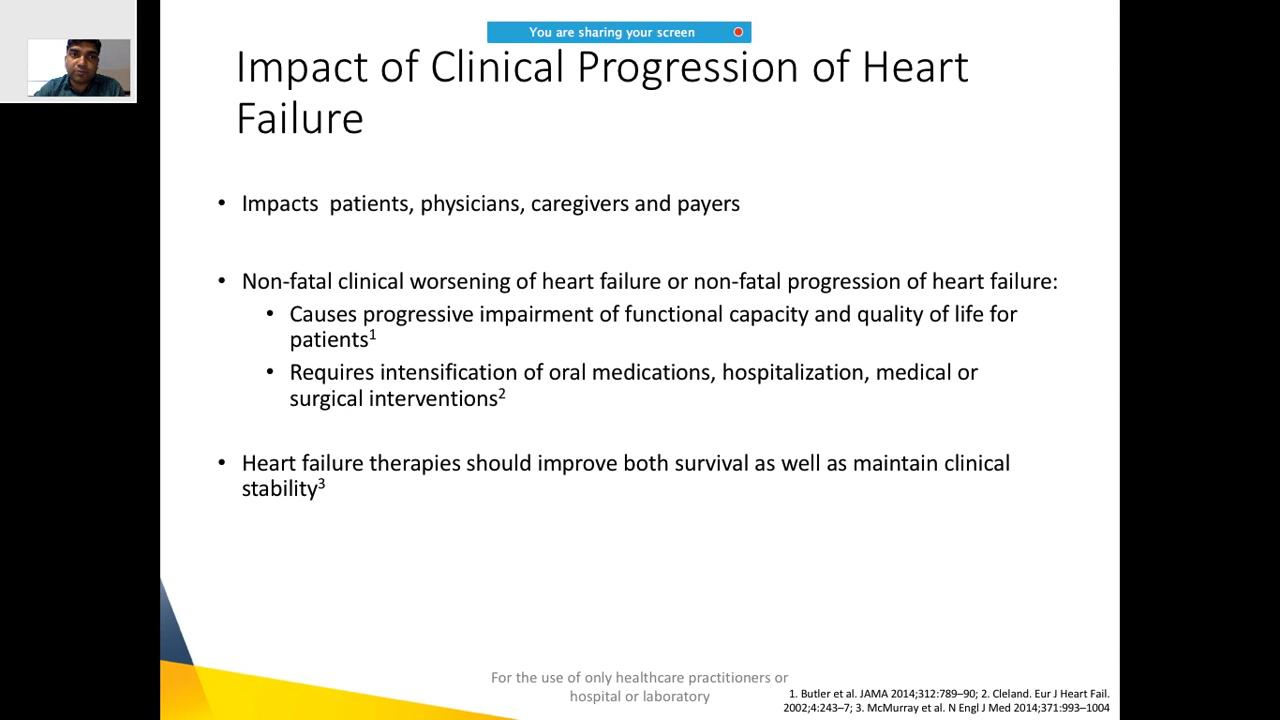 You are sharing your screen
Impact of Clinical Progression of Heart
Failure
• Impacts  patients, physicians, caregivers and payers
• Non-fatal clinical worsening of heart failure or non-fatal progression of heart failure:
• Causes progressive impairment of functional capacity and quality of life for
patients1
• Requires intensification of oral medications, hospitalization, medical or
surgical interventions2
• Heart failure therapies should improve both survival as well as maintain clinical
stability3
For the use of only healthcare practitioners or
hospital or laboratory
1. Butler et al. JAMA 2014;312:789–90; 2. Cleland. Eur J Heart Fail.
2002;4:243–7; 3. McMurray et al. N Engl J Med 2014;371:993–1004